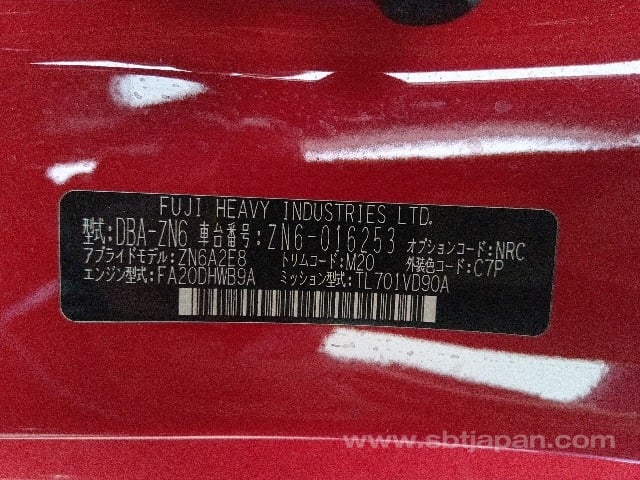 FUJI HEAVY INDUSTRIES LTD.
型式:DBA-ZN6 車台番号:ZN6-016253 オプションコード:NRC
アプライドモデル:ZN6A2E8 トリムコード:M20 外装色コード:C7P
エンジン型式:FA20DHWB9A ミッション型式:TL701VD90A
www.sbtjapan.com